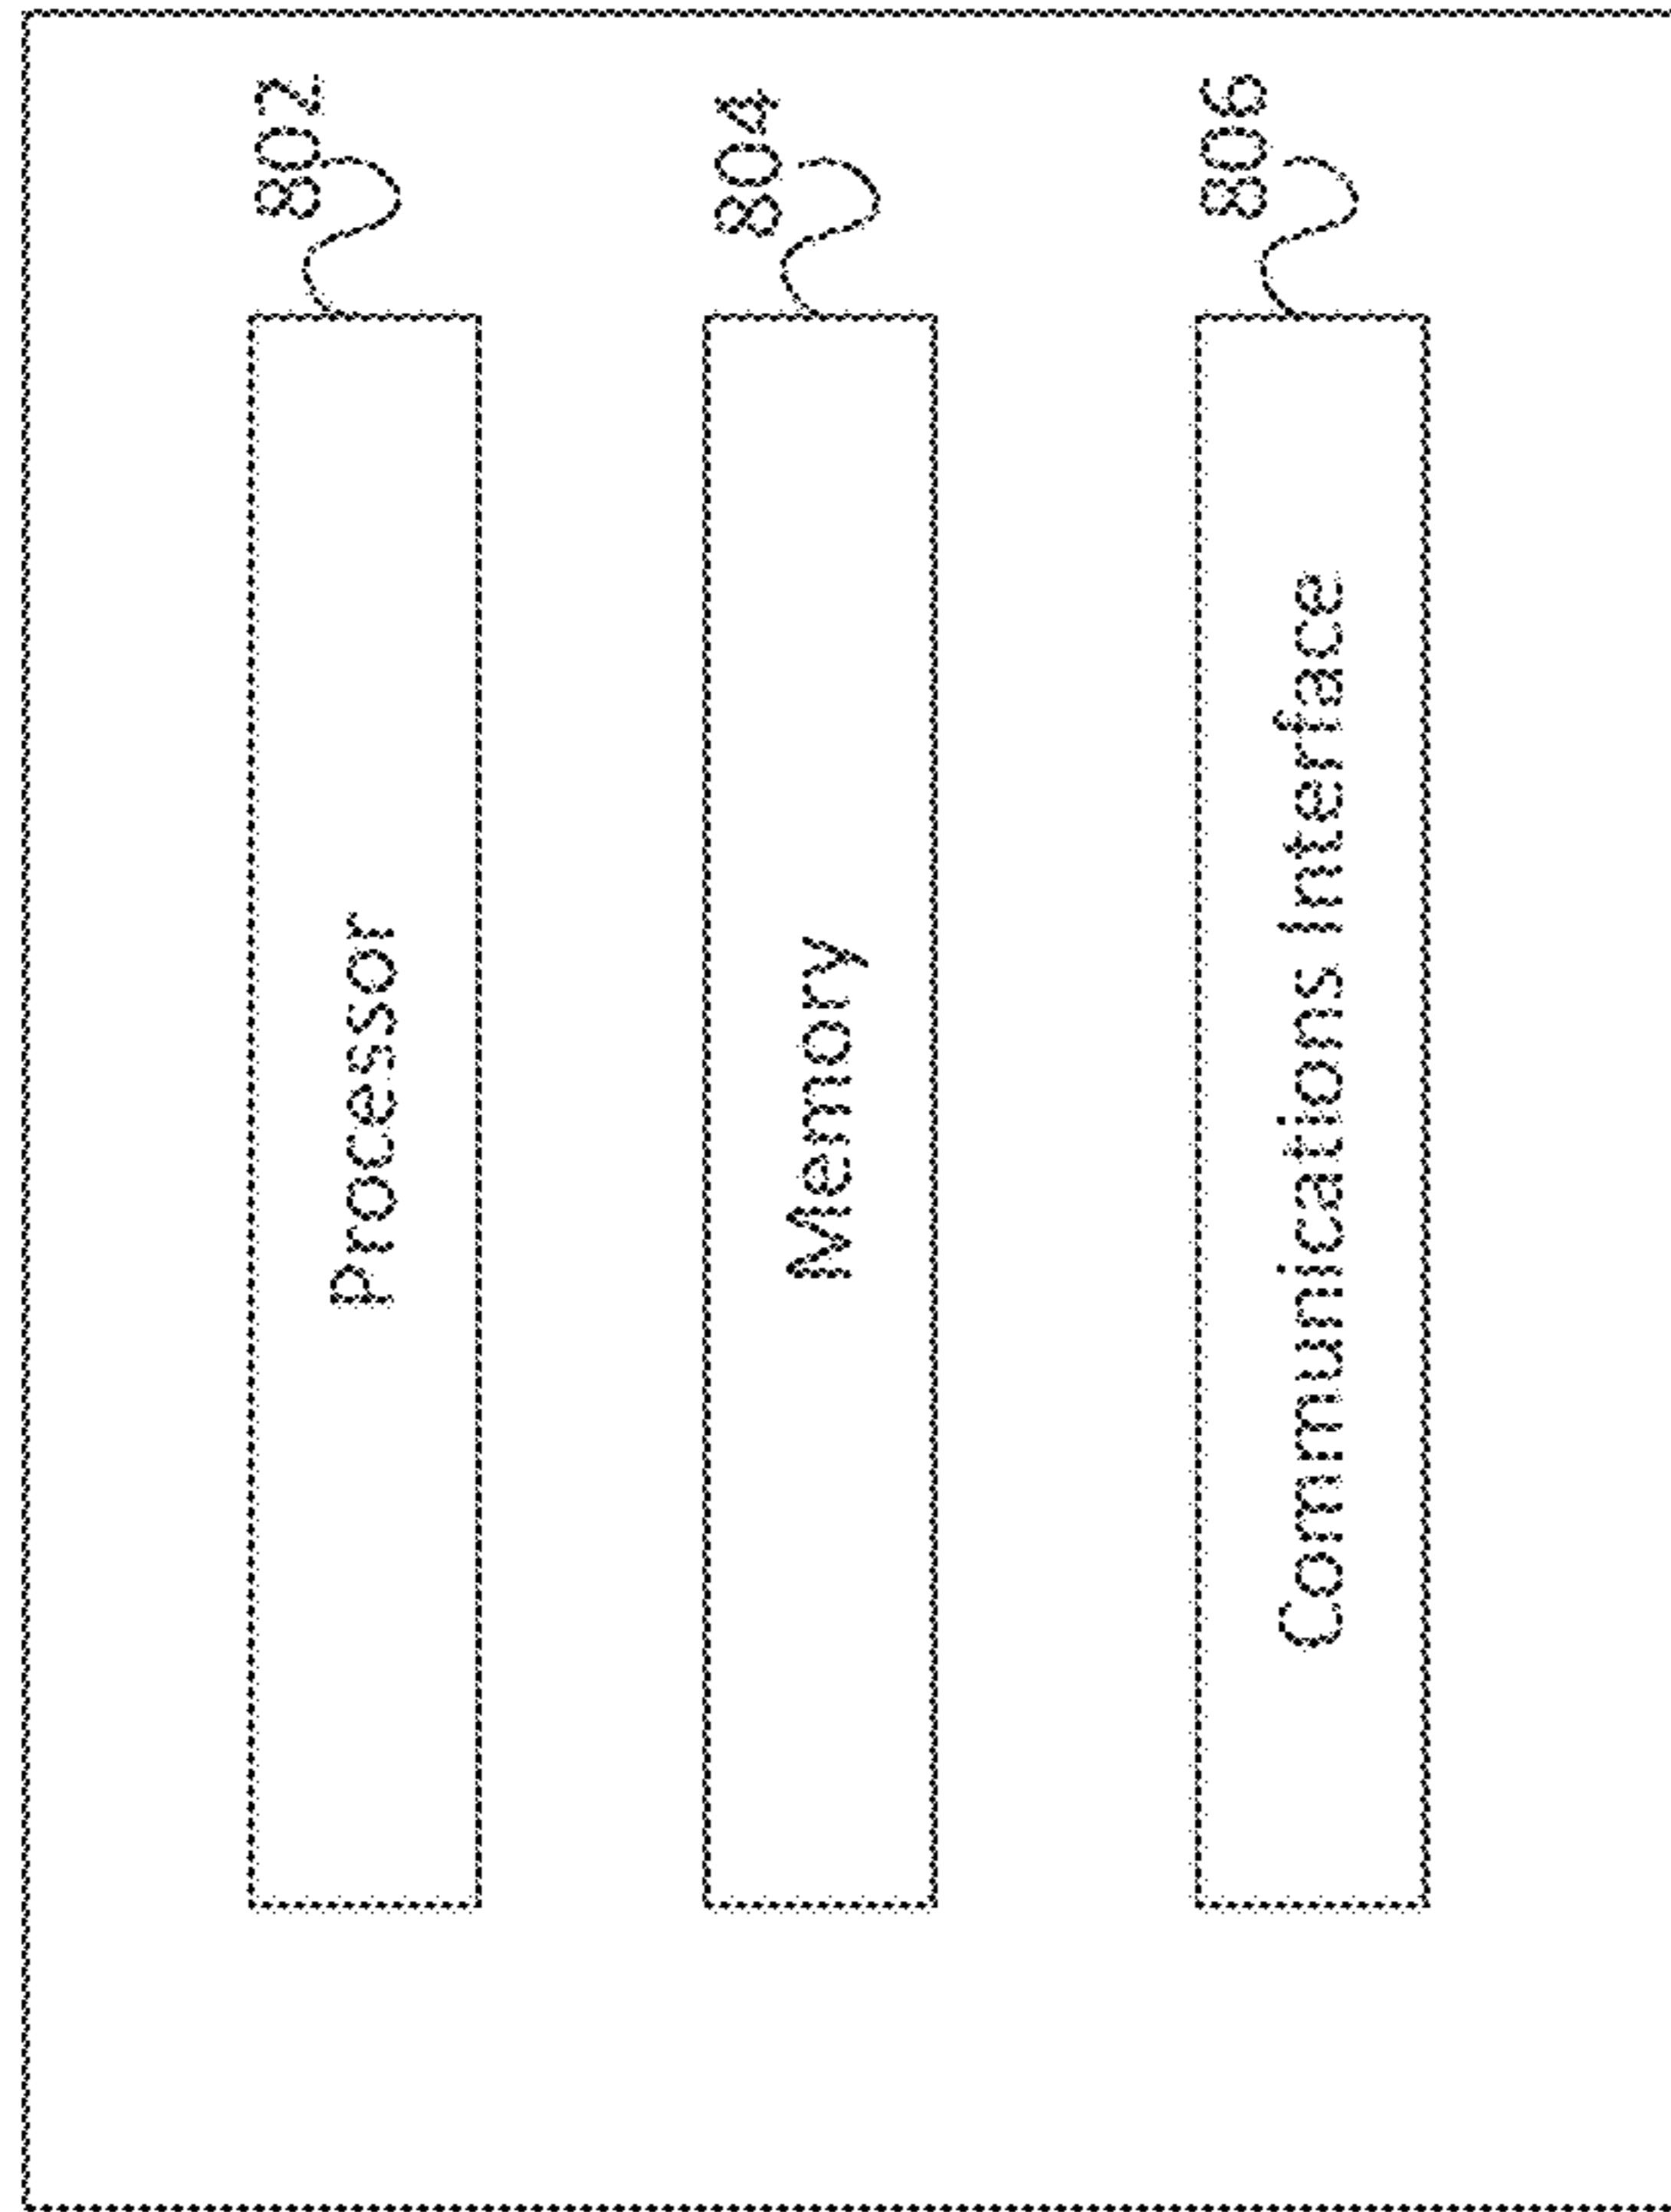 802
Processor
804
Memory
806
Communications Interface